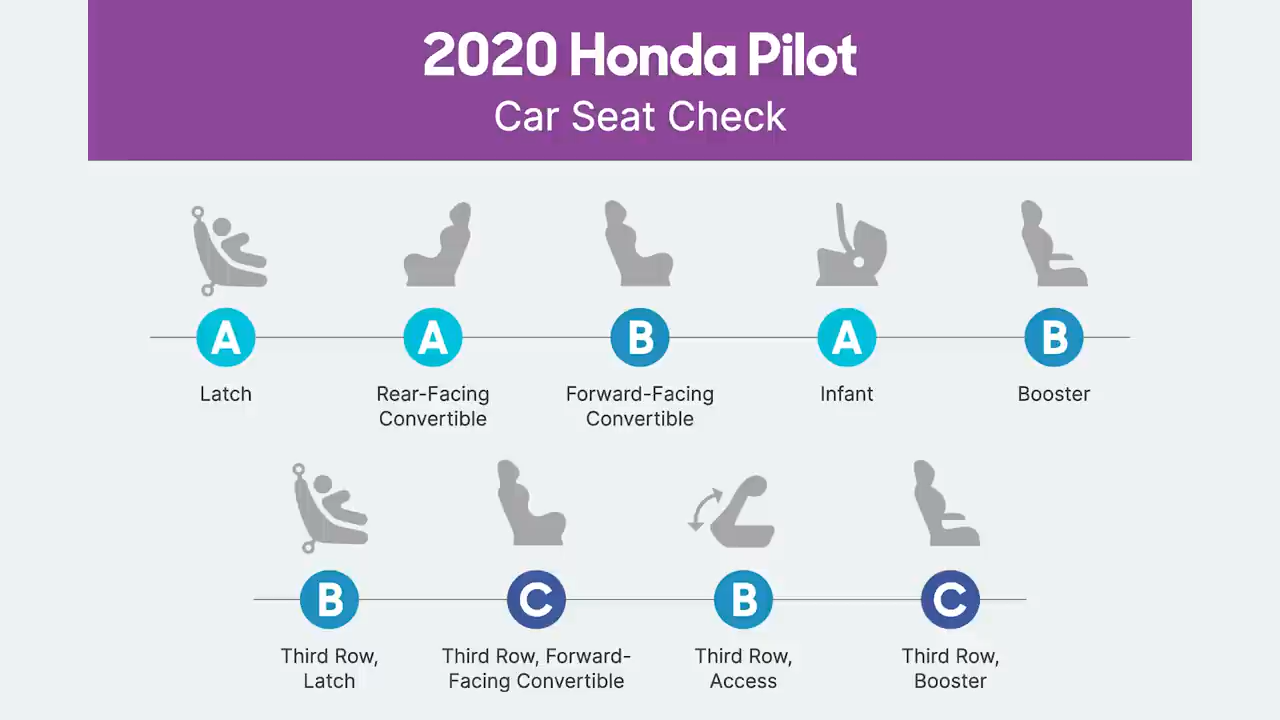 2020 Honda Pilot
Car Seat Check
A
A
B
A
B
Latch
Rear-Facing
Convertible
Forward-Facing
Convertible
Infant
Booster
B
C
B
C
Third Row,
Latch
Third Row, Forward-
Facing Convertible
Third Row,
Access
Third Row,
Booster